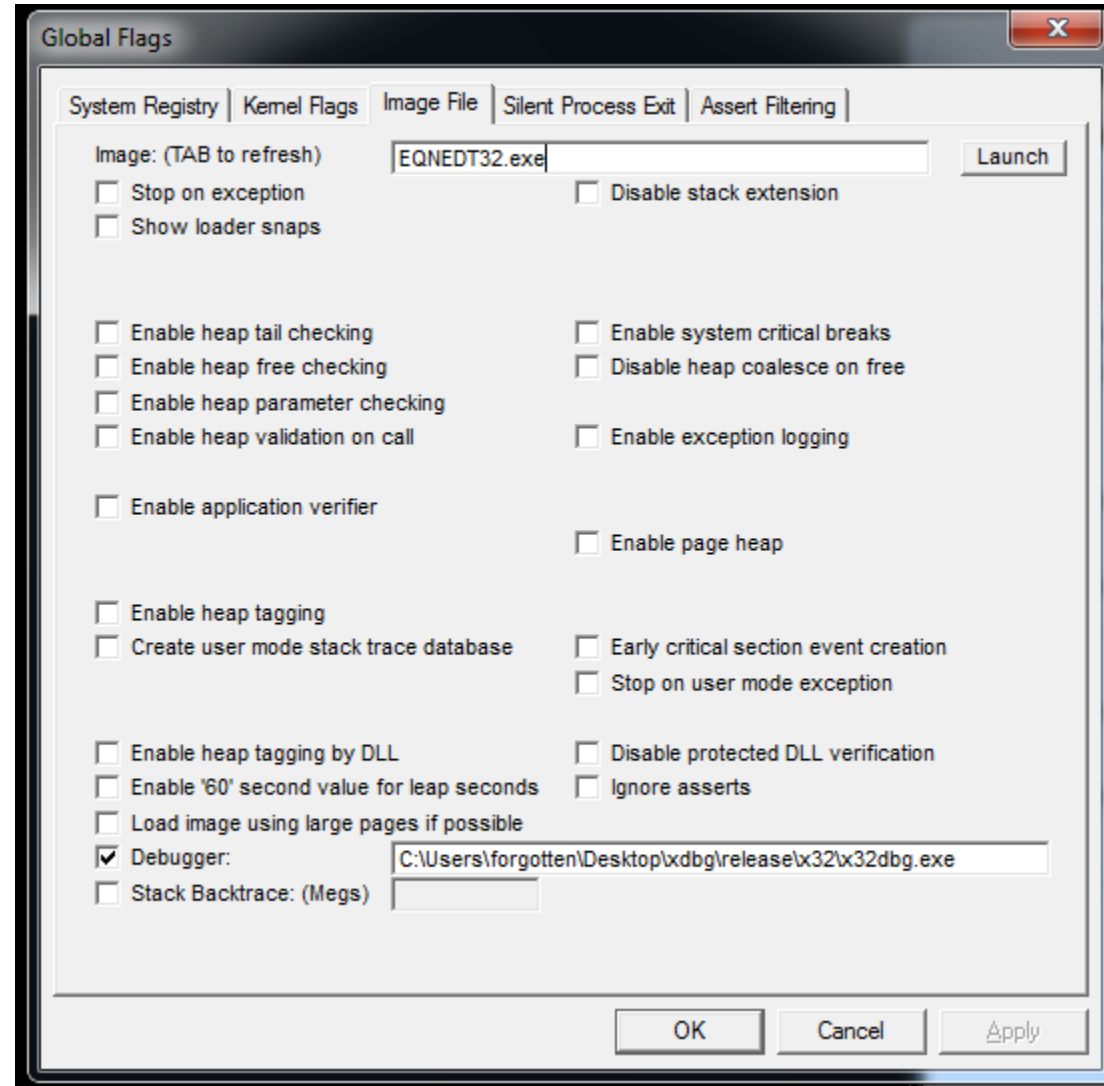 Global Flags
System Registry Kernel Flags Image File Silent Process Exit Assert Filtering
Image: (TAB to refresh) EQNEDT32.exe Launch
Stop on exception Disable stack extension
Show loader snaps
Enable heap tail checking Enable system critical breaks
Enable heap free checking Disable heap coalesce on free
Enable heap parameter checking
Enable heap validation on call Enable exception logging
Enable application verifier
Enable page heap
Enable heap tagging
Create user mode stack trace database Early critical section event creation
Stop on user mode exception
Enable heap tagging by DLL Disable protected DLL verification
Enable '60' second value for leap seconds Ignore asserts
Load image using large pages if possible
Debugger: C:\Users\forgotten\Desktop\xdbg\release\x32\x32dbg.exe
Stack Backtrace: (Megs)
OK Cancel Apply